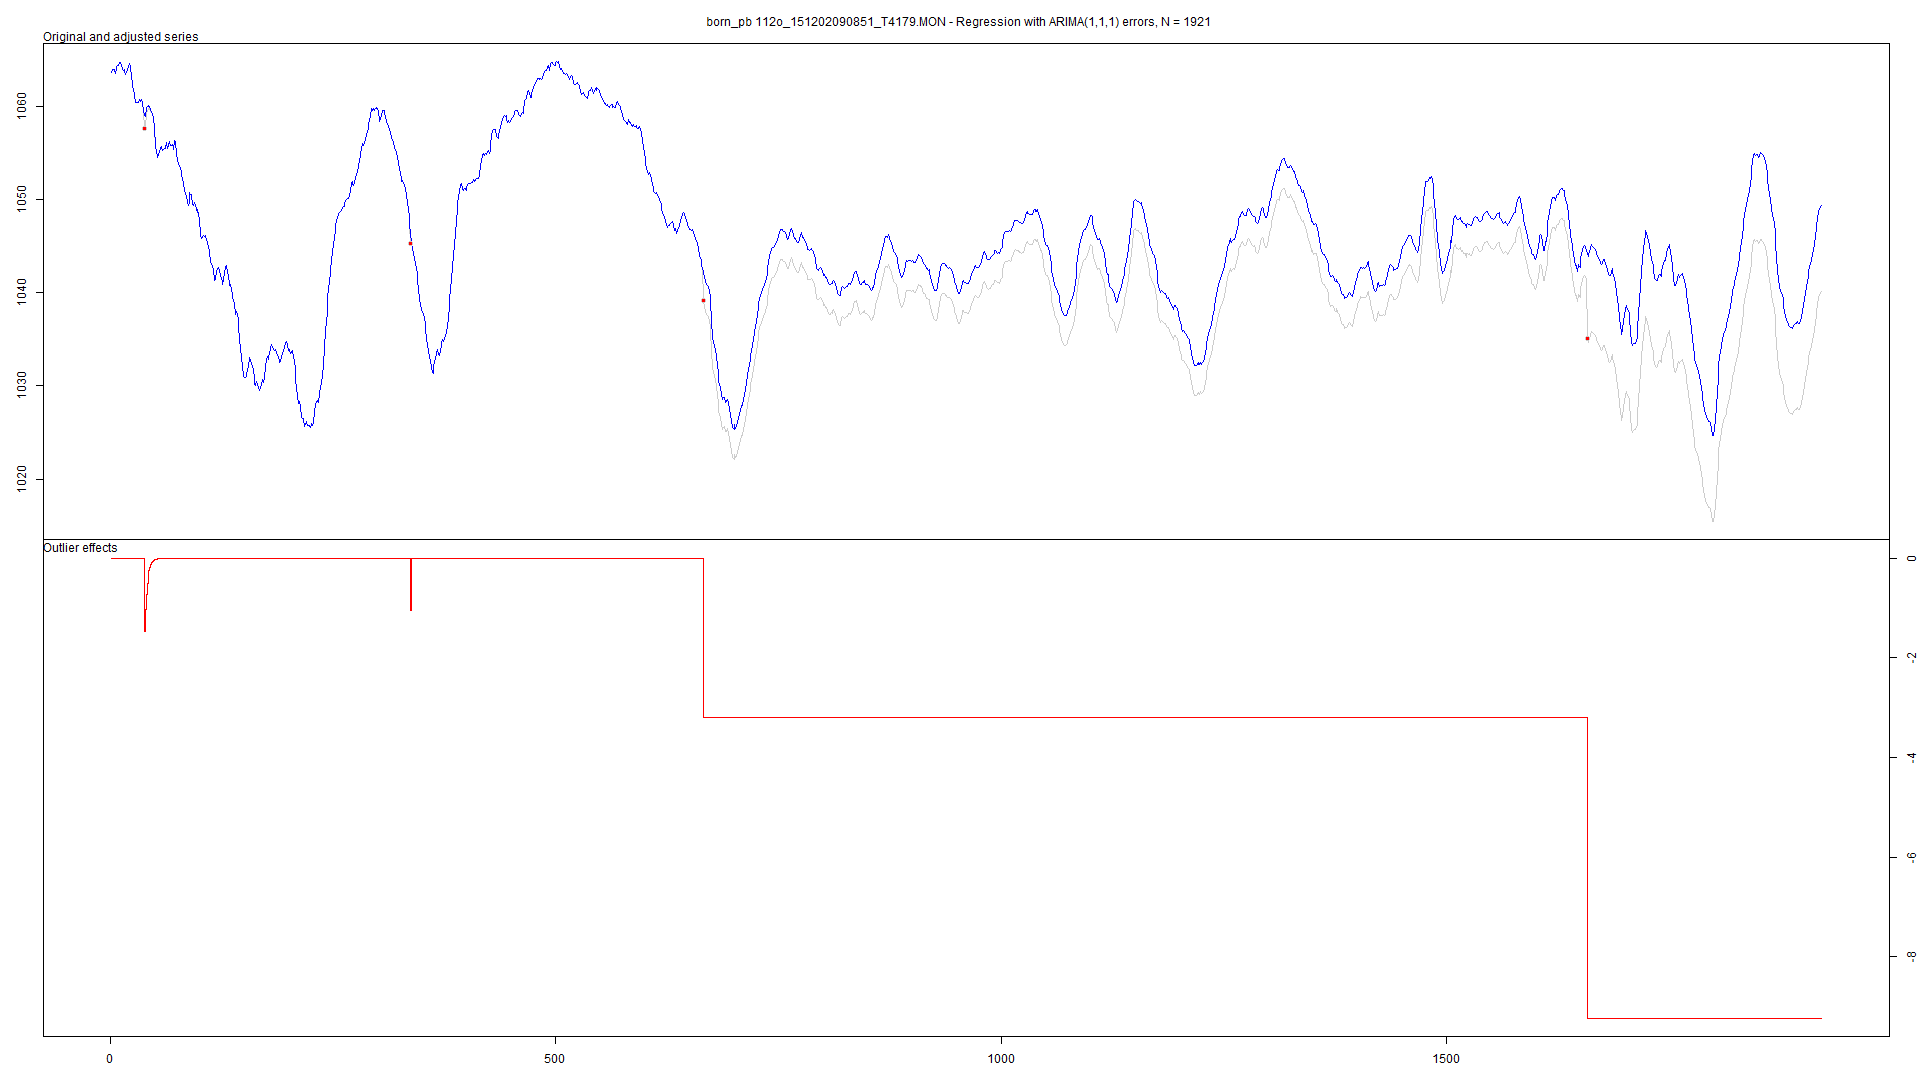 born_pb 112o_151202090851_T4179.MON - Regression with ARIMA(1,1,1) errors, N = 1921
Original and adjusted series
1060
1050
1040
1030
1020
Outlier effects
0
-2
-4
-6
-8
0 500 1000 1500